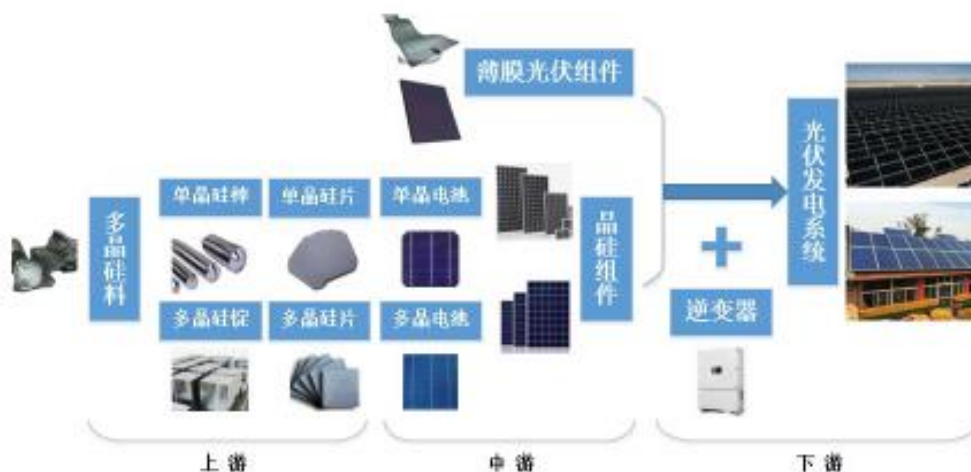 薄膜光伏组件
光伏发电系统
多晶硅料
单晶硅棒
单晶硅片
单晶电池
晶硅组件
多晶硅锭
多晶硅片
多晶电池
逆变器
上游
中游
下游